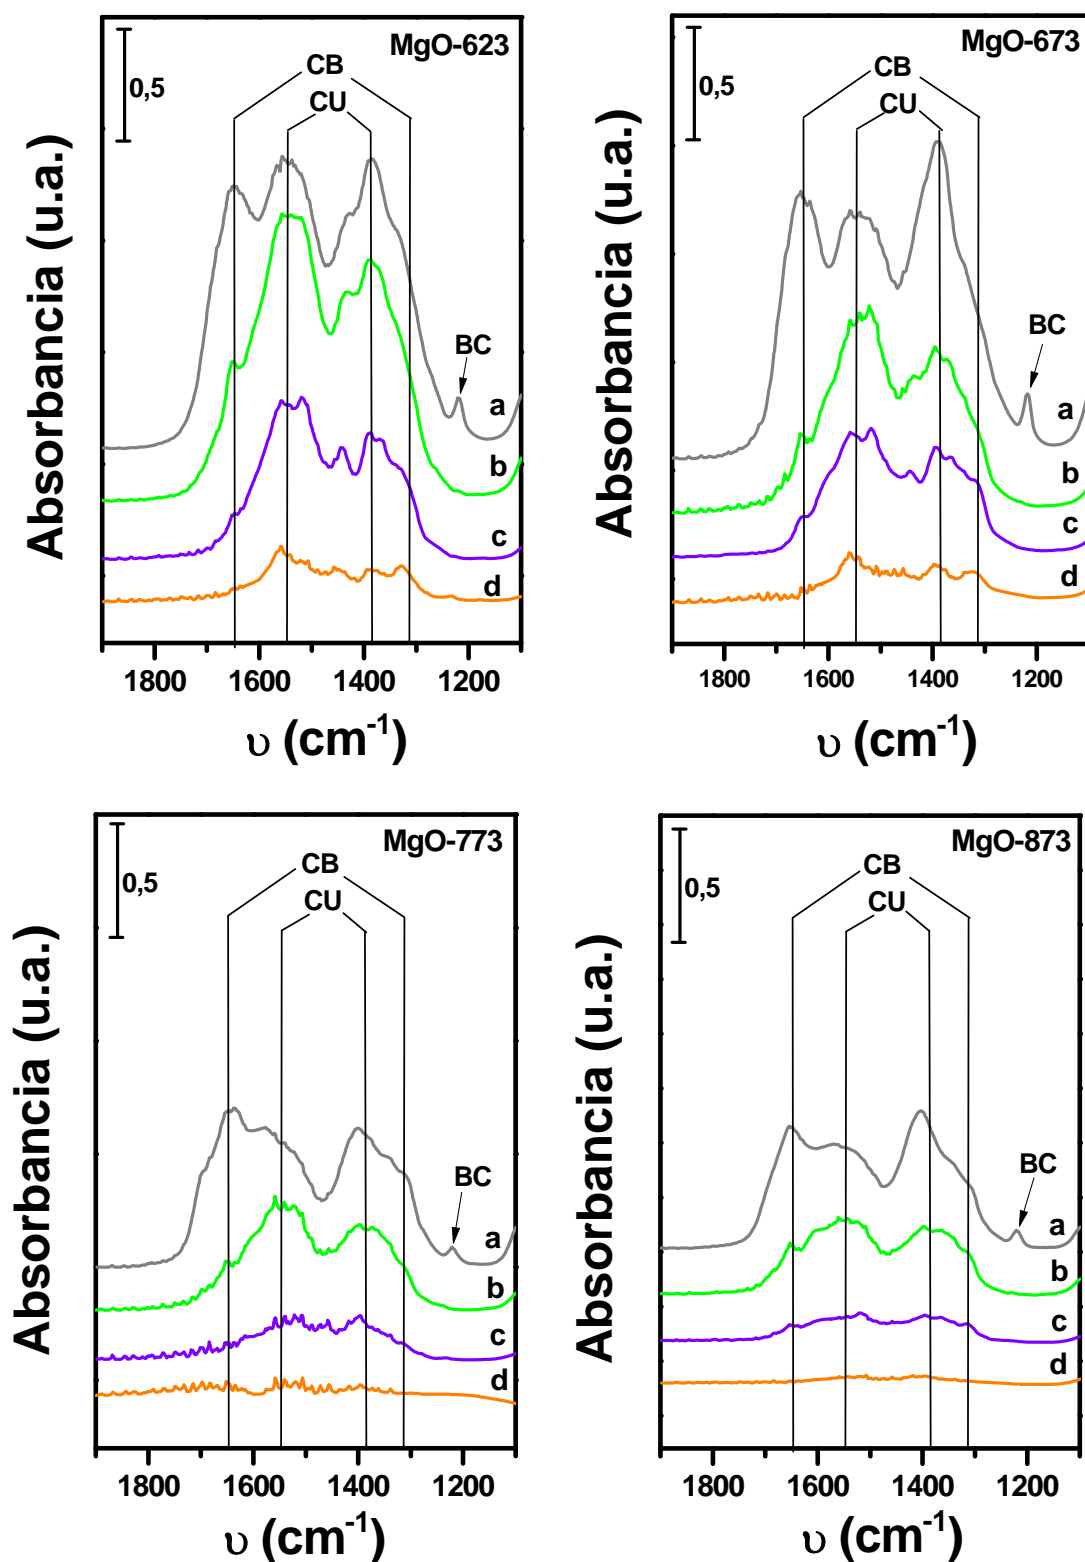 MgO-623
0,5
CB
CU
BC
a
b
c
d
Absorbancia (u.a.)
1800 1600 1400 1200
υ (cm-1)
MgO-673
0,5
CB
CU
BC
a
b
c
d
Absorbancia (u.a.)
1800 1600 1400 1200
υ (cm-1)
MgO-773
0,5
CB
CU
BC
a
b
c
d
Absorbancia (u.a.)
1800 1600 1400 1200
υ (cm-1)
MgO-873
0,5
CB
CU
BC
a
b
c
d
Absorbancia (u.a.)
1800 1600 1400 1200
υ (cm-1)